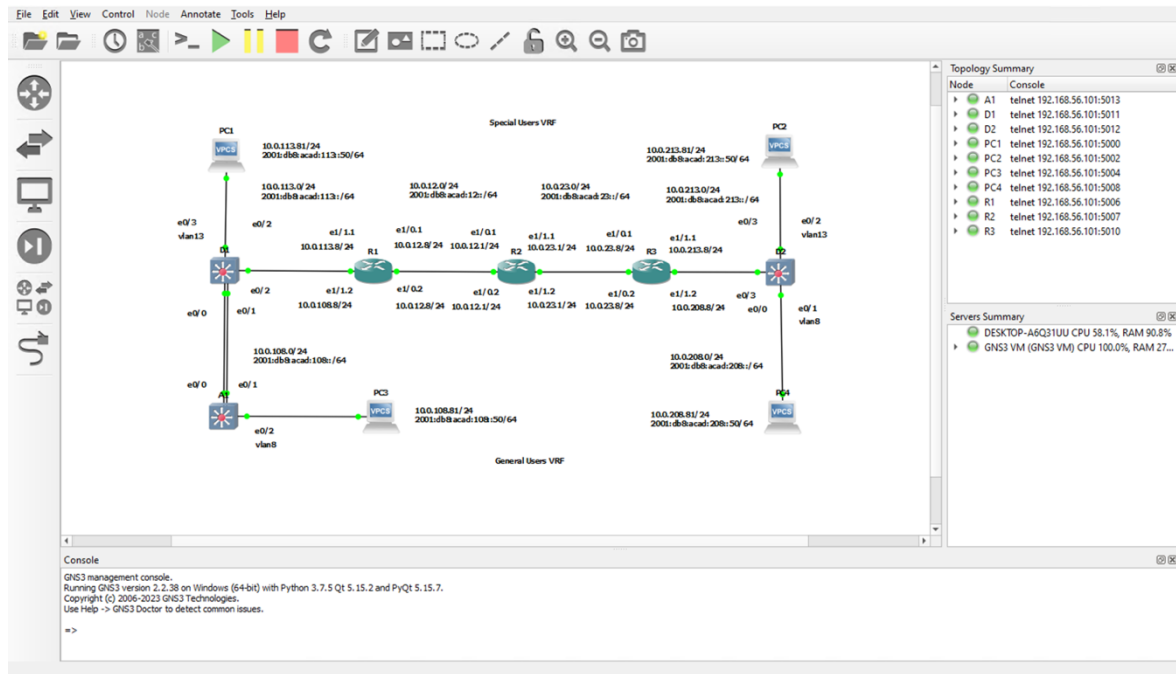 File Edit View Control Node Annotate Tools Help
Topology Summary
Node Console
A1 telnet 192.168.56.101:5013
D1 telnet 192.168.56.101:5011
D2 telnet 192.168.56.101:5012
PC1 telnet 192.168.56.101:5000
PC2 telnet 192.168.56.101:5002
PC3 telnet 192.168.56.101:5004
PC4 telnet 192.168.56.101:5008
R1 telnet 192.168.56.101:5006
R2 telnet 192.168.56.101:5007
R3 telnet 192.168.56.101:5010
Servers Summary
DESKTOP-A6Q31UU CPU 58.1%, RAM 90.8%
GNS3 VM (GNS3 VM) CPU 100.0%, RAM 27...
Special Users VRF
PC1
VPCS
10.0.113.81/24
2001:db8:acad:113::50/64
PC2
VPCS
10.0.213.81/24
2001:db8:acad:213::50/64
10.0.113.0/24
2001:db8:acad:113::/64
10.0.12.0/24
2001:db8:acad:12::/64
10.0.23.0/24
2001:db8:acad:23::/64
10.0.213.0/24
2001:db8:acad:213::/64
e0/3
vlan13
e0/2
e1/1.1
e1/0.1
e1/0.1
e1/1.1
e1/0.1
e1/1.1
e0/3
e0/2
vlan13
D1
10.0.113.8/24
R1
10.0.12.8/24
10.0.12.1/24
R2
10.0.23.1/24
10.0.23.8/24
R3
10.0.213.8/24
D2
e0/2
e1/1.2
e1/0.2
e1/0.2
e1/1.2
e1/0.2
e1/1.2
e0/3
e0/0
e0/1
10.0.108.8/24
10.0.12.8/24
10.0.12.1/24
10.0.23.1/24
10.0.23.8/24
10.0.208.8/24
e0/0
e0/1
vlan8
10.0.108.0/24
2001:db8:acad:108::/64
10.0.208.0/24
2001:db8:acad:208::/64
e0/0
e0/1
A1
PC3
VPCS
10.0.108.81/24
2001:db8:acad:108::50/64
e0/2
vlan8
PC4
VPCS
10.0.208.81/24
2001:db8:acad:208::50/64
General Users VRF
Console
GNS3 management console.
Running GNS3 version 2.2.38 on Windows (64-bit) with Python 3.7.5 Qt 5.15.2 and PyQt 5.15.7.
Copyright (c) 2006-2023 GNS3 Technologies.
Use Help -> GNS3 Doctor to detect common issues.
=>